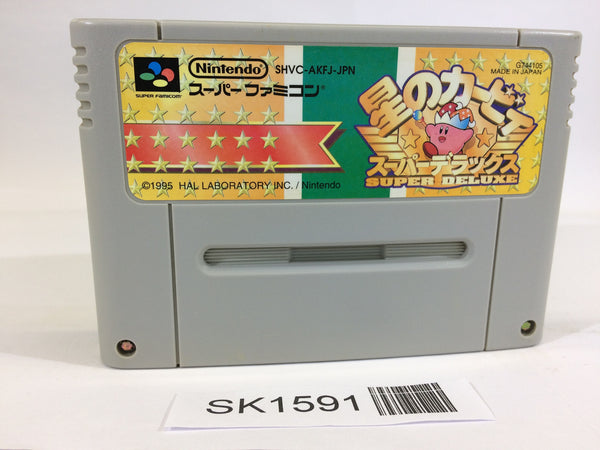 Nintendo SHVC-AKFJ-JPN
スーパーファミコン®
SUPER FAMICOM
©1995 HAL LABORATORY INC. / Nintendo
G744105
MADE IN JAPAN
星のカービィ
スーパーデラックス
SUPER DELUXE
SK1591